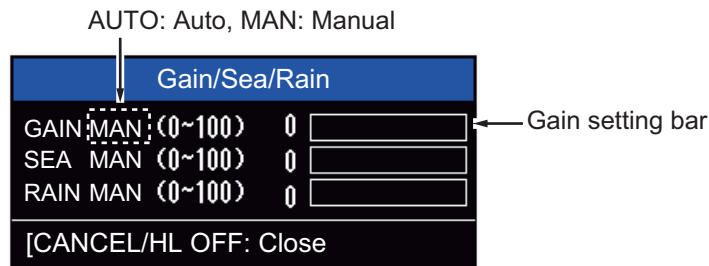 AUTO: Auto, MAN: Manual
Gain/Sea/Rain
GAIN MAN (0~100) 0
Gain setting bar
SEA MAN (0~100) 0
RAIN MAN (0~100) 0
[CANCEL/HL OFF: Close